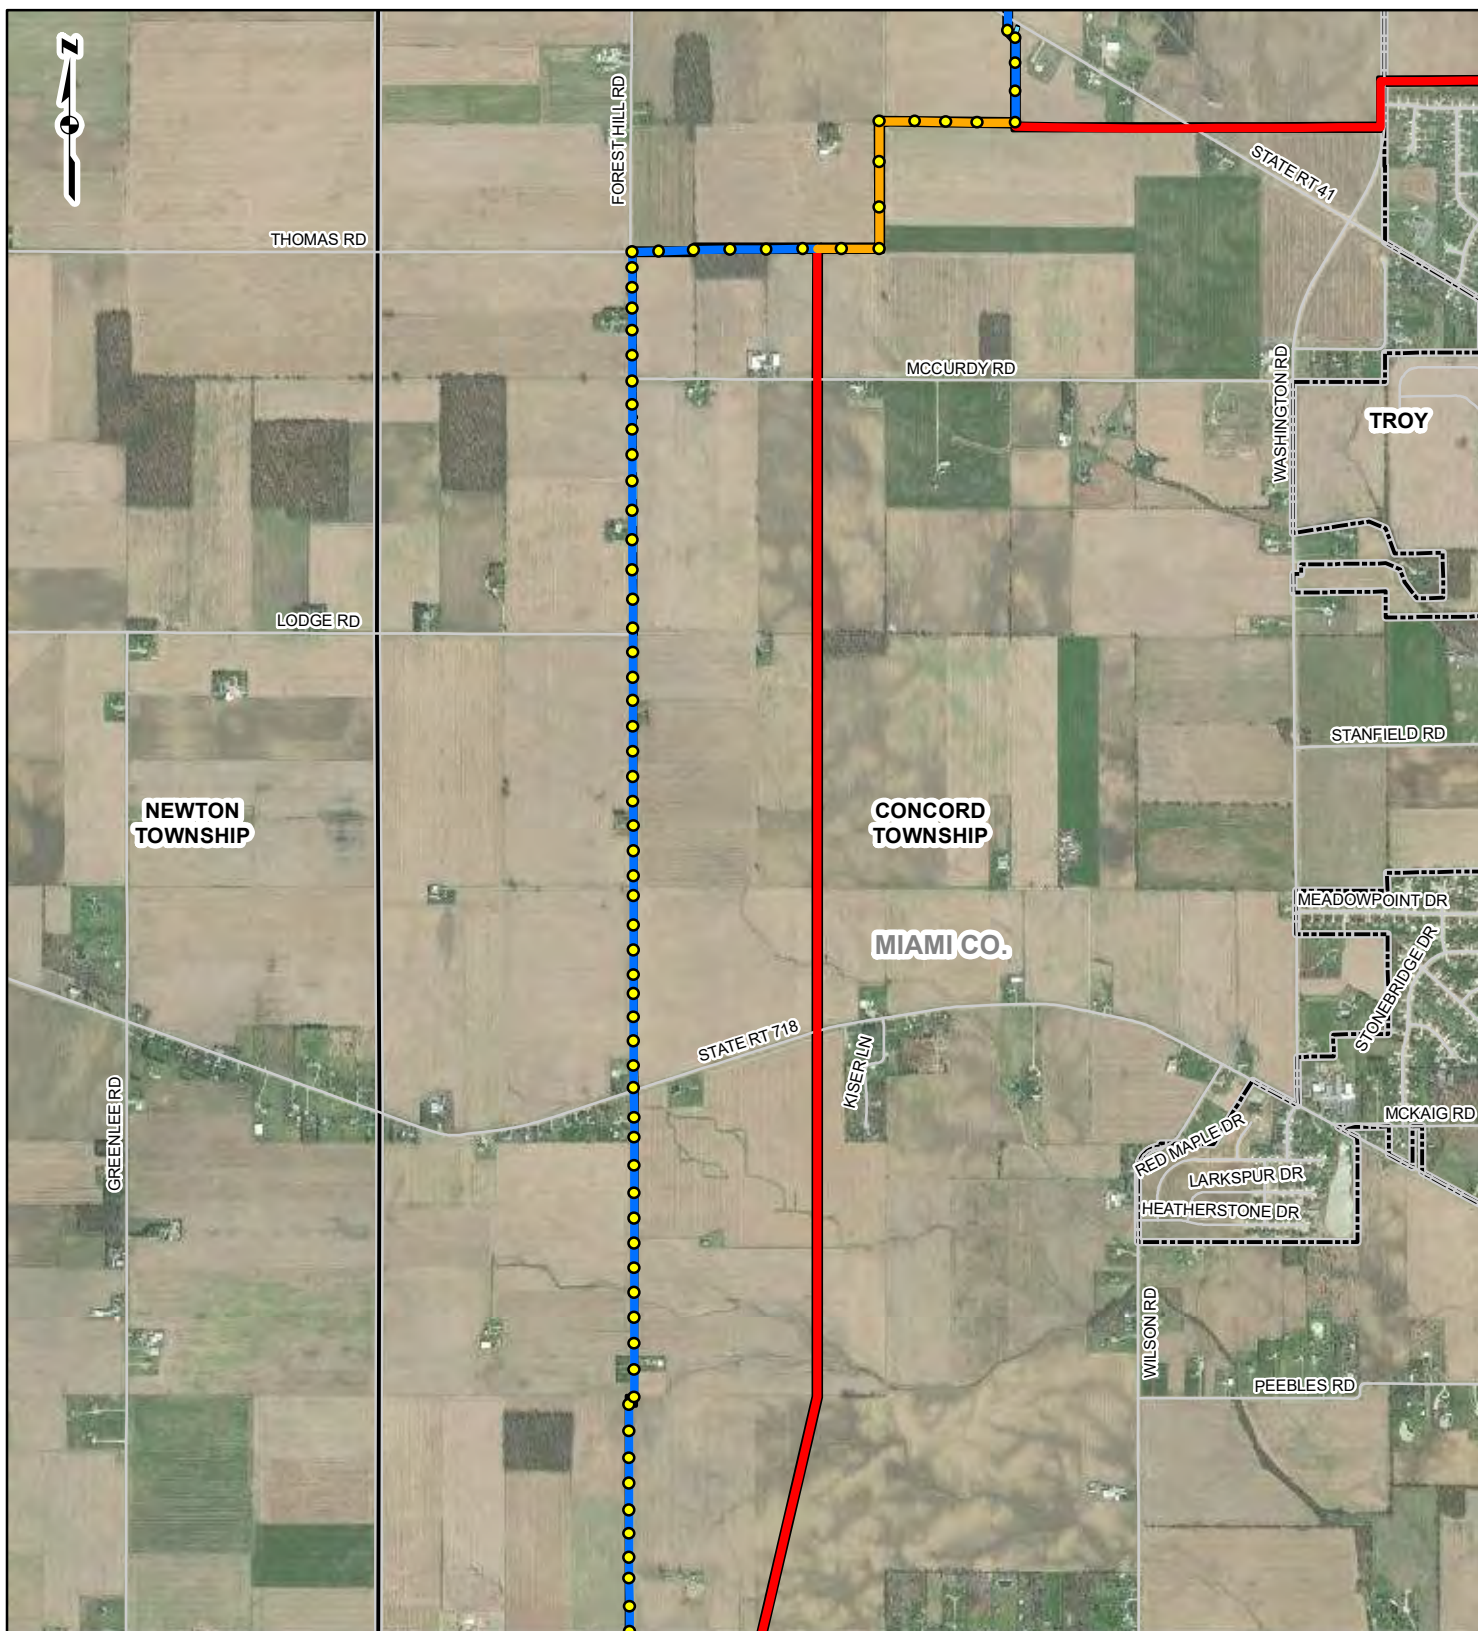 N
FOREST HILL RD
STATE RT 41
THOMAS RD
MCCURDY RD
WASHINGTON RD
TROY
LODGE RD
STANFIELD RD
NEWTON
TOWNSHIP
CONCORD
TOWNSHIP
MEADOWPOINT DR
MIAMI CO.
STONEBRIDGE DR
STATE RT 718
KISER LN
GREENLEE RD
MCKAIG RD
RED MAPLE DR
LARKSPUR DR
HEATHERSTONE DR
WILSON RD
PEEBLES RD